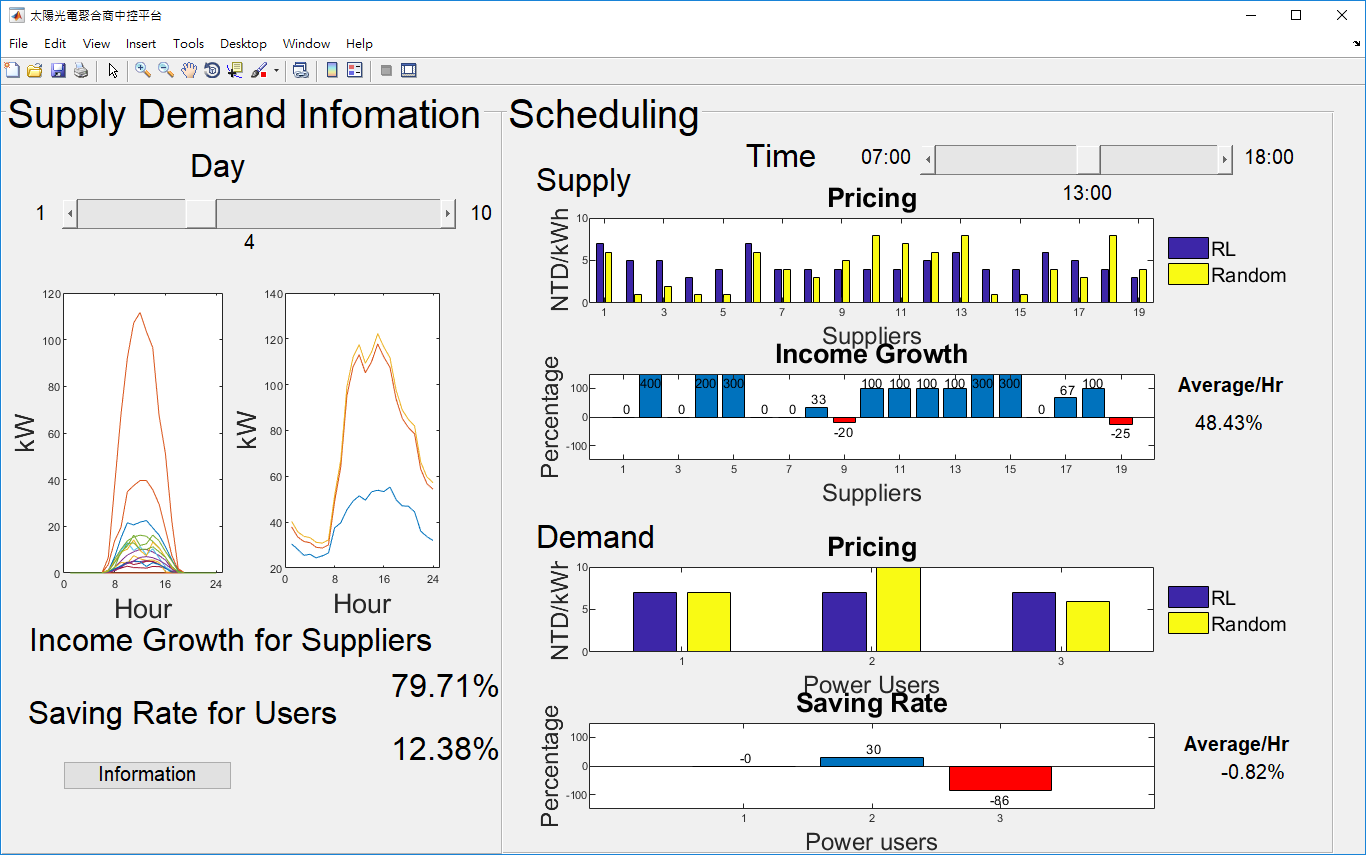 太陽光電聚合商中控平台
File Edit View Insert Tools Desktop Window Help
Supply Demand Infomation
Day
1 10
4
120
100
80
60
40
20
0
0 8 16 24
kW
Hour
140
120
100
80
60
40
20
0 8 16 24
kW
Hour
Income Growth for Suppliers
79.71%
Saving Rate for Users
12.38%
Information
Scheduling
Time 07:00 18:00
13:00
Supply
Pricing
NTD/kWh
10
5
0
1 3 5 7 9 11 13 15 17 19
Suppliers
RL
Random
Income Growth
Percentage
100
0
-100
0 400 0 200 300 0 0 33 -20 100 100 100 100 300 300 0 67 100 -25
1 3 5 7 9 11 13 15 17 19
Suppliers
Average/Hr
48.43%
Demand
Pricing
NTD/kWh
10
5
0
1 2 3
Power Users
RL
Random
Saving Rate
Percentage
100
0
-100
-0 30 -86
1 2 3
Power users
Average/Hr
-0.82%